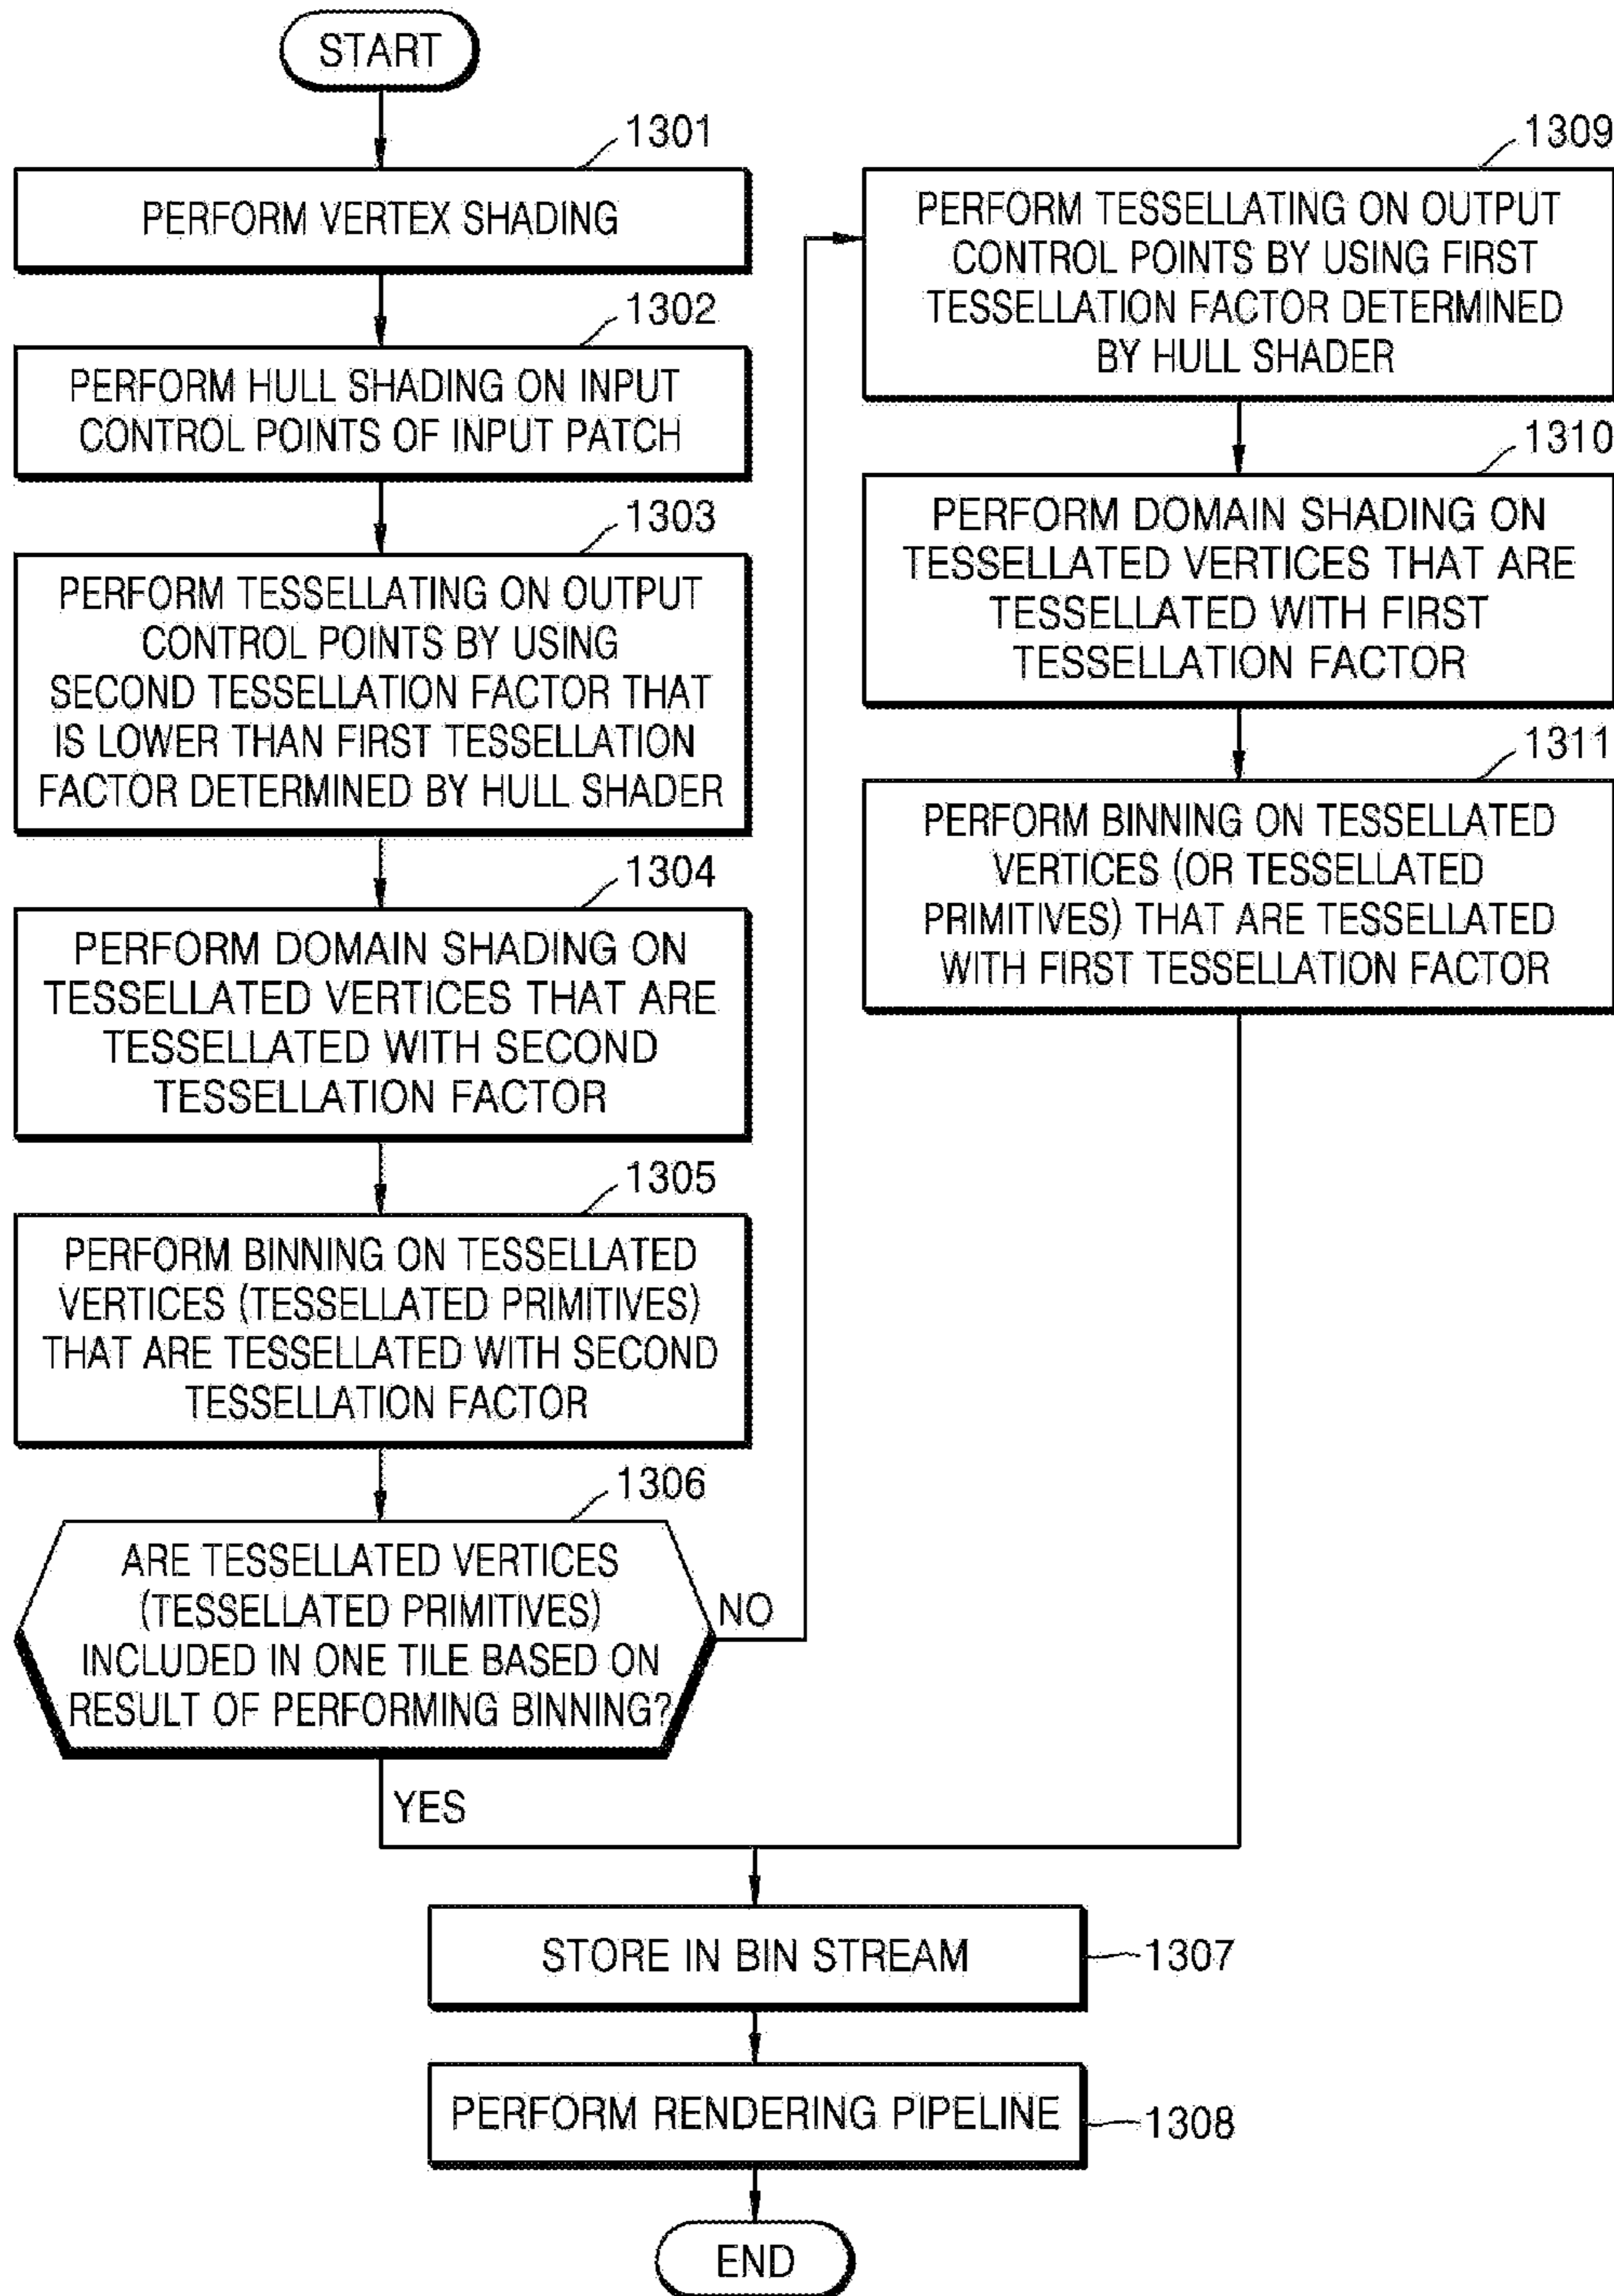 START
1301
PERFORM VERTEX SHADING
1302
PERFORM HULL SHADING ON INPUT
CONTROL POINTS OF INPUT PATCH
1303
PERFORM TESSELLATING ON OUTPUT
CONTROL POINTS BY USING
SECOND TESSELLATION FACTOR THAT
IS LOWER THAN FIRST TESSELLATION
FACTOR DETERMINED BY HULL SHADER
1304
PERFORM DOMAIN SHADING ON
TESSELLATED VERTICES THAT ARE
TESSELLATED WITH SECOND
TESSELLATION FACTOR
1305
PERFORM BINNING ON TESSELLATED
VERTICES (TESSELLATED PRIMITIVES)
THAT ARE TESSELLATED WITH SECOND
TESSELLATION FACTOR
1306
ARE TESSELLATED VERTICES
(TESSELLATED PRIMITIVES)
INCLUDED IN ONE TILE BASED ON
RESULT OF PERFORMING BINNING?
NO
YES
1309
PERFORM TESSELLATING ON OUTPUT
CONTROL POINTS BY USING FIRST
TESSELLATION FACTOR DETERMINED
BY HULL SHADER
1310
PERFORM DOMAIN SHADING ON
TESSELLATED VERTICES THAT ARE
TESSELLATED WITH FIRST
TESSELLATION FACTOR
1311
PERFORM BINNING ON TESSELLATED
VERTICES (OR TESSELLATED
PRIMITIVES) THAT ARE TESSELLATED
WITH FIRST TESSELLATION FACTOR
STORE IN BIN STREAM
1307
PERFORM RENDERING PIPELINE
1308
END